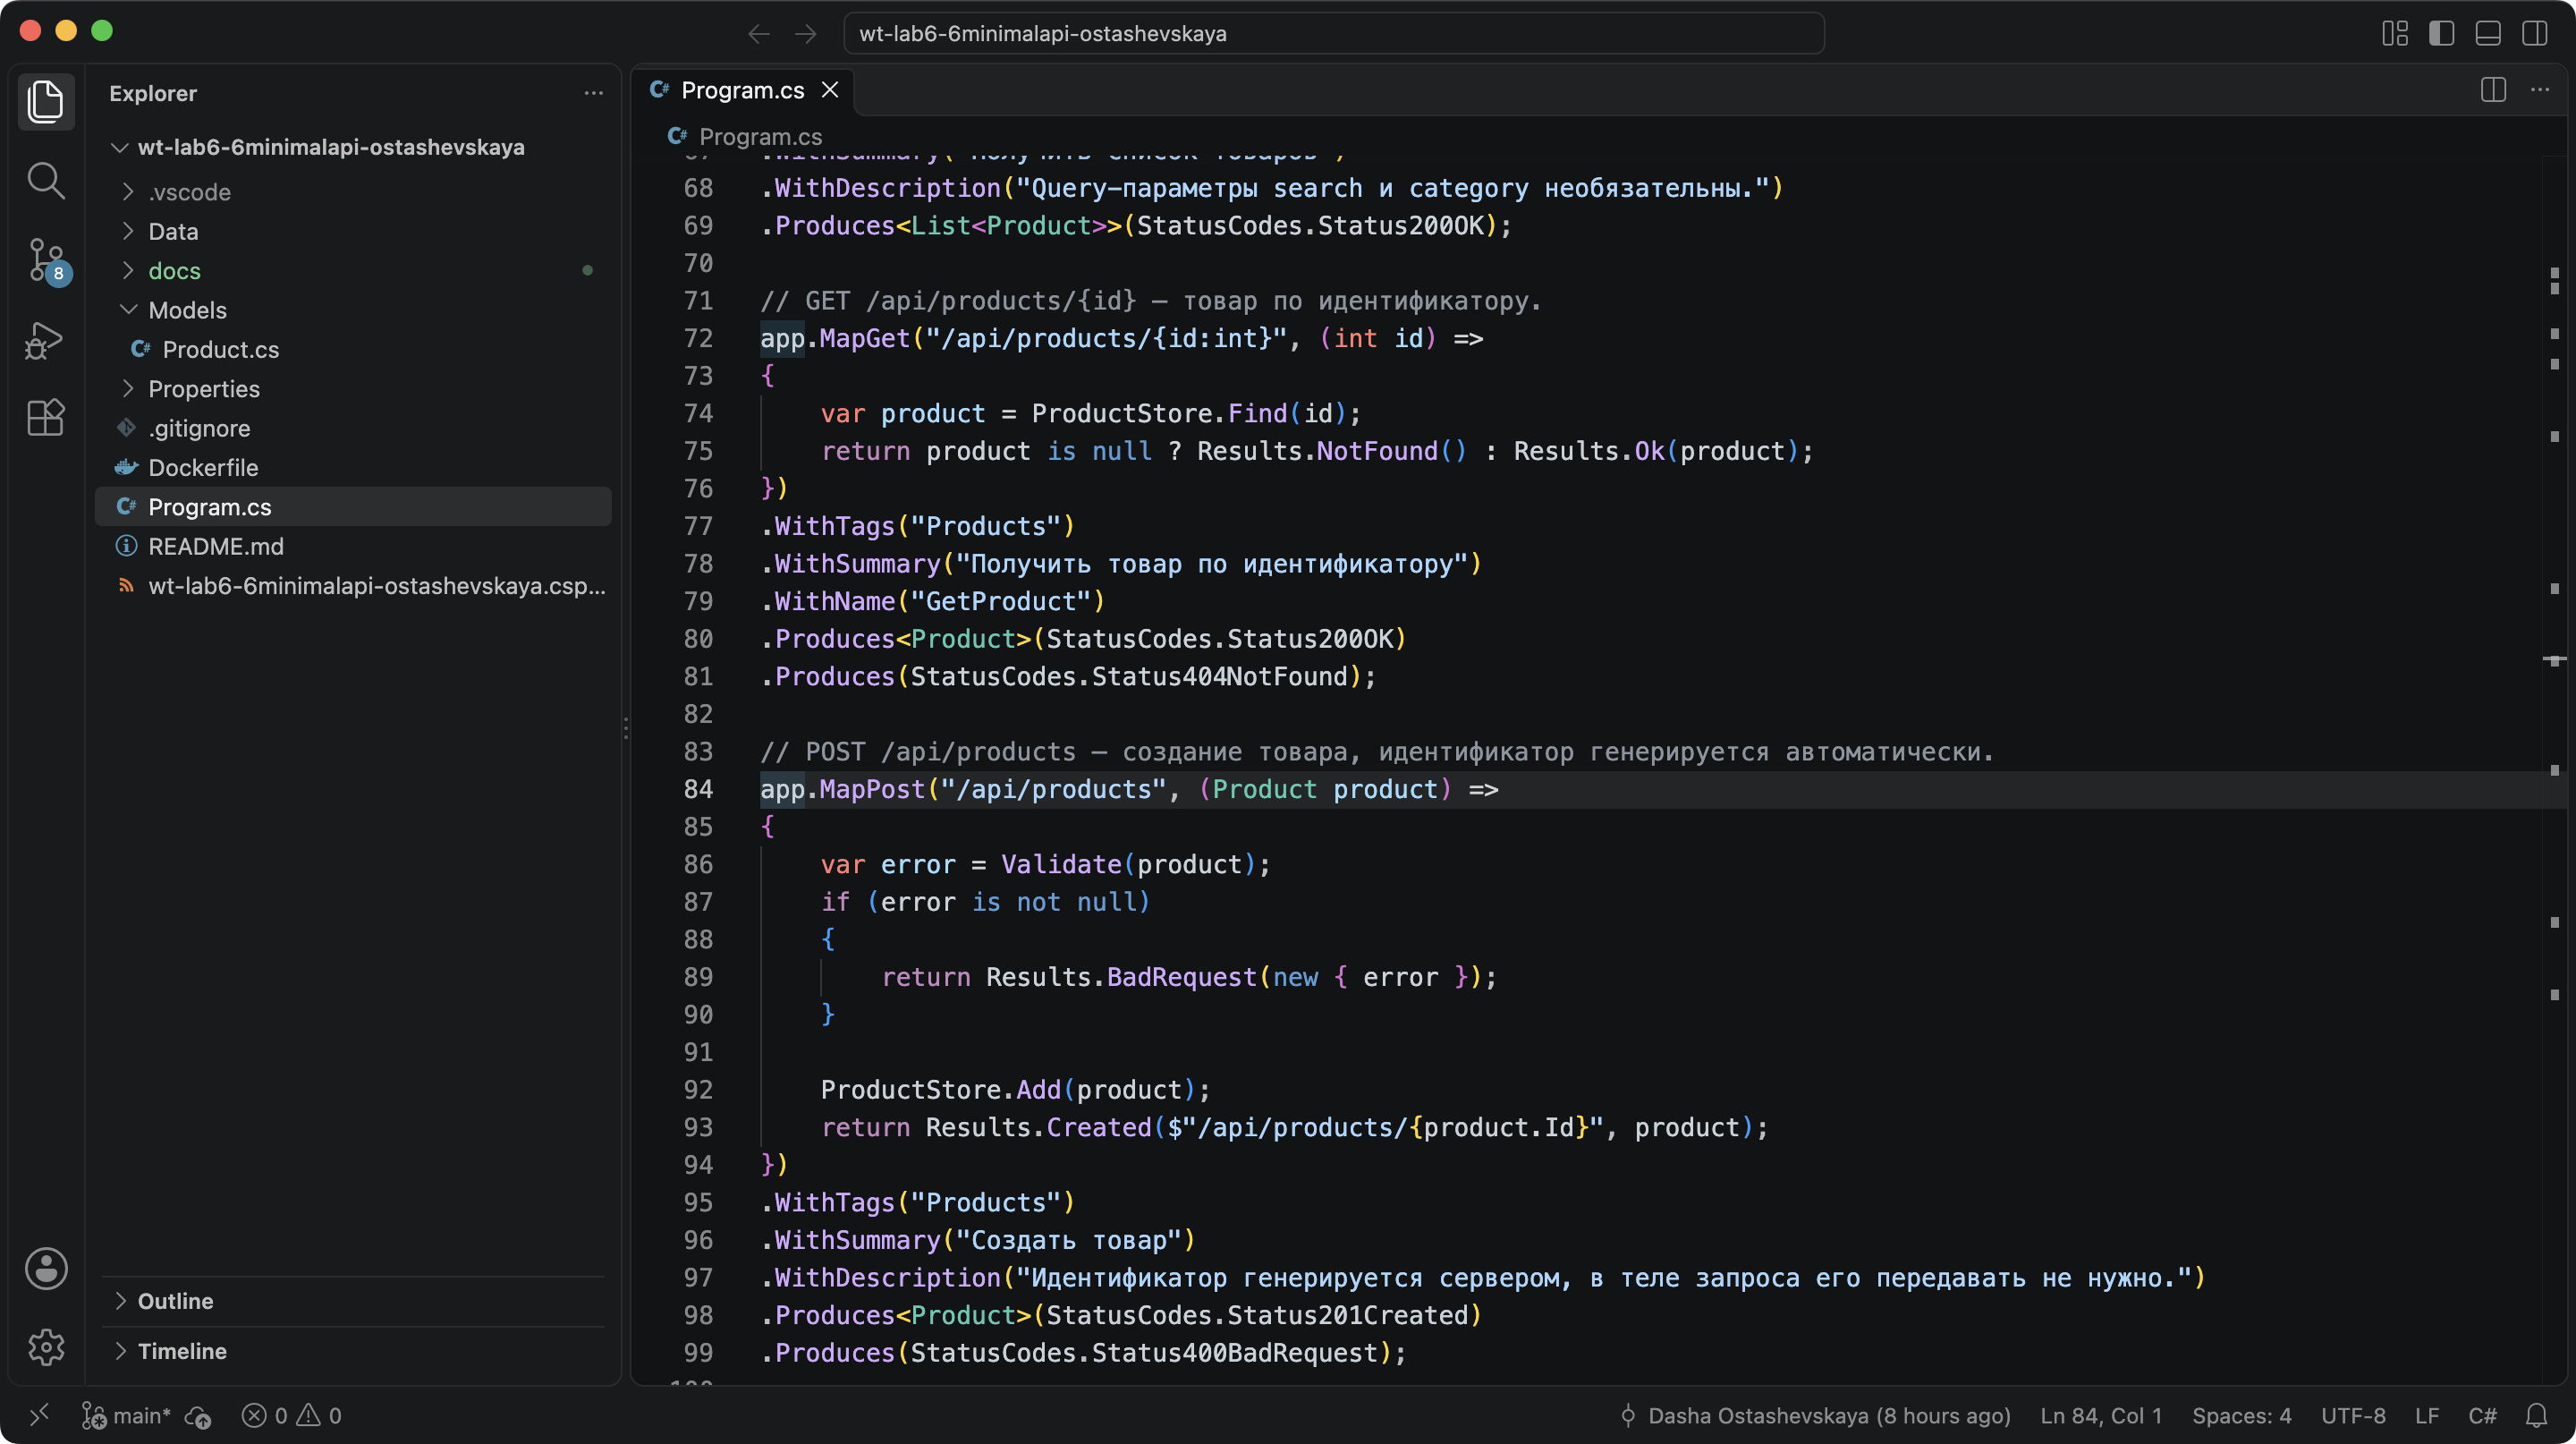 wt-lab6-6minimalapi-ostashevskaya
Explorer
wt-lab6-6minimalapi-ostashevskaya
.vscode
Data
docs
Models
Product.cs
Properties
.gitignore
Dockerfile
Program.cs
README.md
wt-lab6-6minimalapi-ostashevskaya.csp...
Outline
Timeline
8
Program.cs
Program.cs
67 .WithSummary("Получить список товаров")
68 .WithDescription("Query-параметры search и category необязательны.")
69 .Produces<List<Product>>(StatusCodes.Status200OK);
70
71 // GET /api/products/{id} — товар по идентификатору.
72 app.MapGet("/api/products/{id:int}", (int id) =>
73 {
74     var product = ProductStore.Find(id);
75     return product is null ? Results.NotFound() : Results.Ok(product);
76 })
77 .WithTags("Products")
78 .WithSummary("Получить товар по идентификатору")
79 .WithName("GetProduct")
80 .Produces<Product>(StatusCodes.Status200OK)
81 .Produces(StatusCodes.Status404NotFound);
82
83 // POST /api/products — создание товара, идентификатор генерируется автоматически.
84 app.MapPost("/api/products", (Product product) =>
85 {
86     var error = Validate(product);
87     if (error is not null)
88     {
89         return Results.BadRequest(new { error });
90     }
91
92     ProductStore.Add(product);
93     return Results.Created($"/api/products/{product.Id}", product);
94 })
95 .WithTags("Products")
96 .WithSummary("Создать товар")
97 .WithDescription("Идентификатор генерируется сервером, в теле запроса его передавать не нужно.")
98 .Produces<Product>(StatusCodes.Status201Created)
99 .Produces(StatusCodes.Status400BadRequest);
100
main* 0 0 Dasha Ostashevskaya (8 hours ago) Ln 84, Col 1 Spaces: 4 UTF-8 LF C#